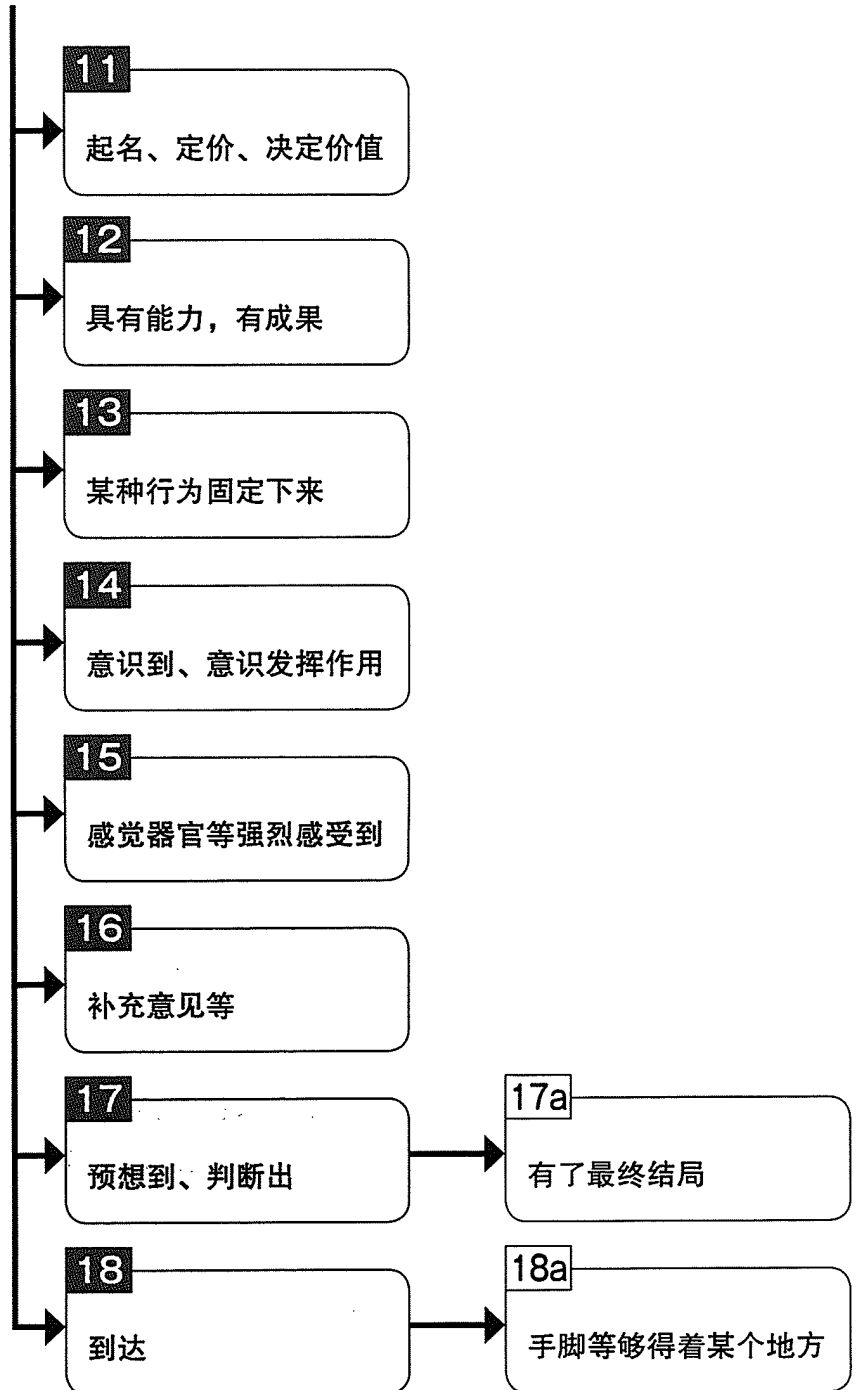 11
起名、定价、决定价值
12
具有能力，有成果
13
某种行为固定下来
14
意识到、意识发挥作用
15
感觉器官等强烈感受到
16
补充意见等
17
预想到、判断出
17a
有了最终结局
18
到达
18a
手脚等够得着某个地方